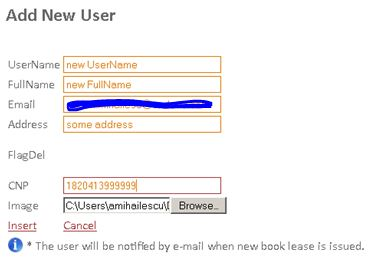 Add New User
UserName new UserName
FullName new FullName
Email
Address some address
FlagDel
CNP 1820413999999
Image C:\Users\amihailescu\ Browse...
Insert Cancel
* The user will be notified by e-mail when new book lease is issued.